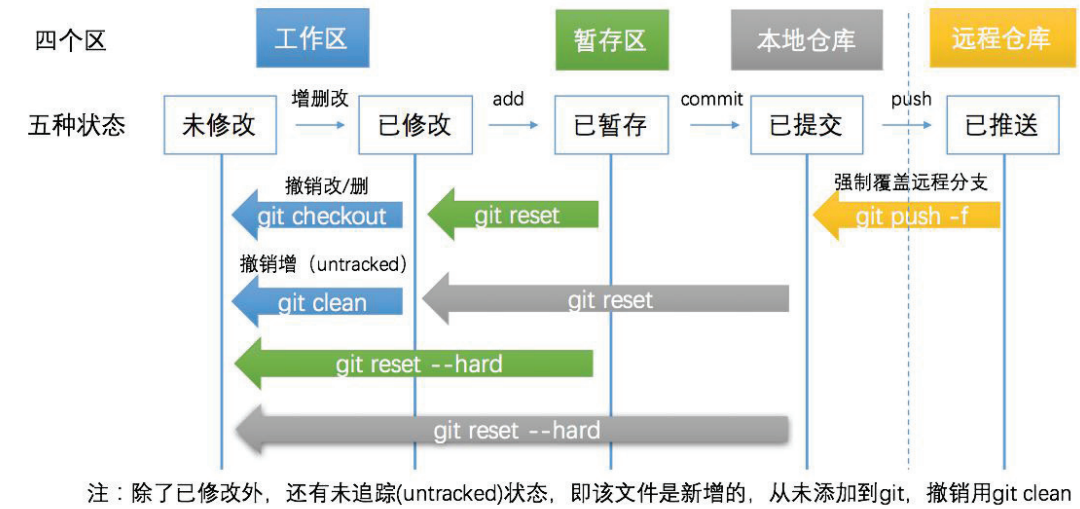 四个区 工作区 暂存区 本地仓库 远程仓库
增删改 add commit push
五种状态 未修改 已修改 已暂存 已提交 已推送
撤销改/删 强制覆盖远程分支
git checkout git reset git push -f
撤销增（untracked）
git clean git reset
git reset --hard
git reset --hard
注：除了已修改外，还有未追踪(untracked)状态，即该文件是新增的，从未添加到git，撤销用git clean